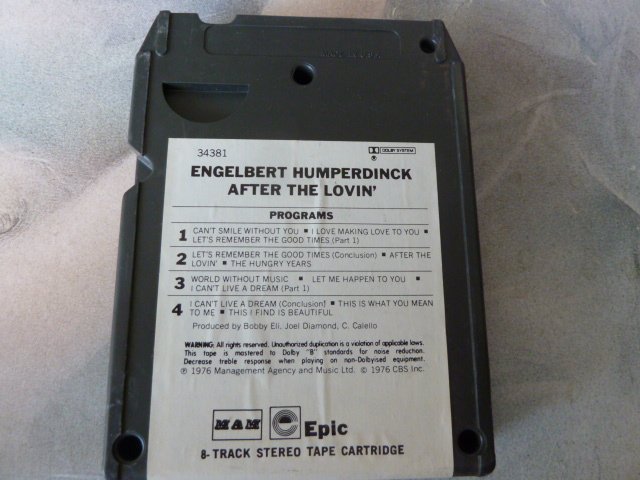 MADE IN U.S.A.
34381
DOLBY SYSTEM
®
ENGELBERT HUMPERDINCK
AFTER THE LOVIN'
PROGRAMS
1 CAN'T SMILE WITHOUT YOU ■ I LOVE MAKING LOVE TO YOU ■
LET'S REMEMBER THE GOOD TIMES (Part 1)
2 LET'S REMEMBER THE GOOD TIMES (Conclusion) ■ AFTER THE
LOVIN' ■ THE HUNGRY YEARS
3 WORLD WITHOUT MUSIC ■ LET ME HAPPEN TO YOU ■
I CAN'T LIVE A DREAM (Part 1)
4 I CAN'T LIVE A DREAM (Conclusion) ■ THIS IS WHAT YOU MEAN
TO ME ■ THIS I FIND IS BEAUTIFUL
Produced by Bobby Eli, Joel Diamond, C. Calello
WARNING: All rights reserved. Unauthorized duplication is a violation of applicable laws.
This tape is mastered to Dolby "B" standards for noise reduction.
Decrease treble response when playing on non-Dolbyised equipment.
℗ 1976 Management Agency and Music Ltd. © 1976 CBS Inc.
MAM e Epic
8-TRACK STEREO TAPE CARTRIDGE